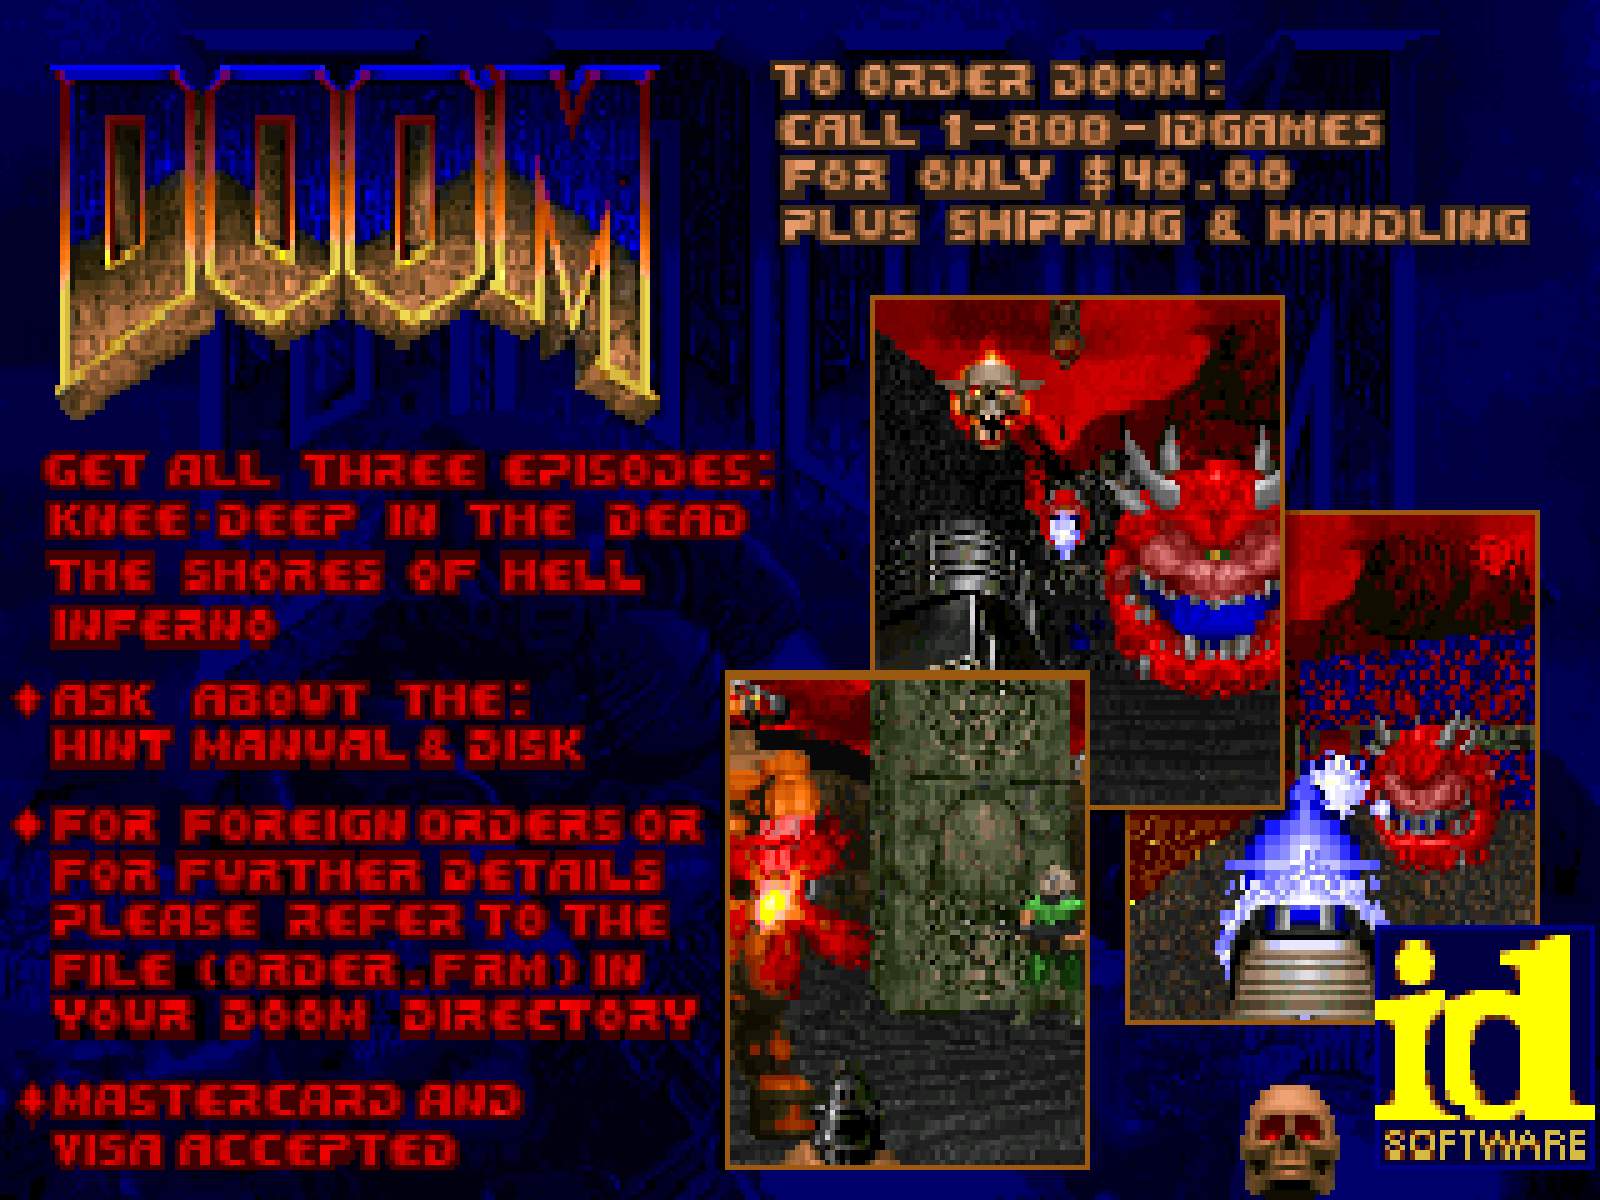 DOOM
TO ORDER DOOM:
CALL 1-800-IDGAMES
FOR ONLY $40.00
PLUS SHIPPING & HANDLING
GET ALL THREE EPISODES:
KNEE-DEEP IN THE DEAD
THE SHORES OF HELL
INFERNO
ASK ABOUT THE:
HINT MANUAL & DISK
FOR FOREIGN ORDERS OR
FOR FURTHER DETAILS
PLEASE REFER TO THE
FILE (ORDER.FRM) IN
YOUR DOOM DIRECTORY
MASTERCARD AND
VISA ACCEPTED
id
SOFTWARE